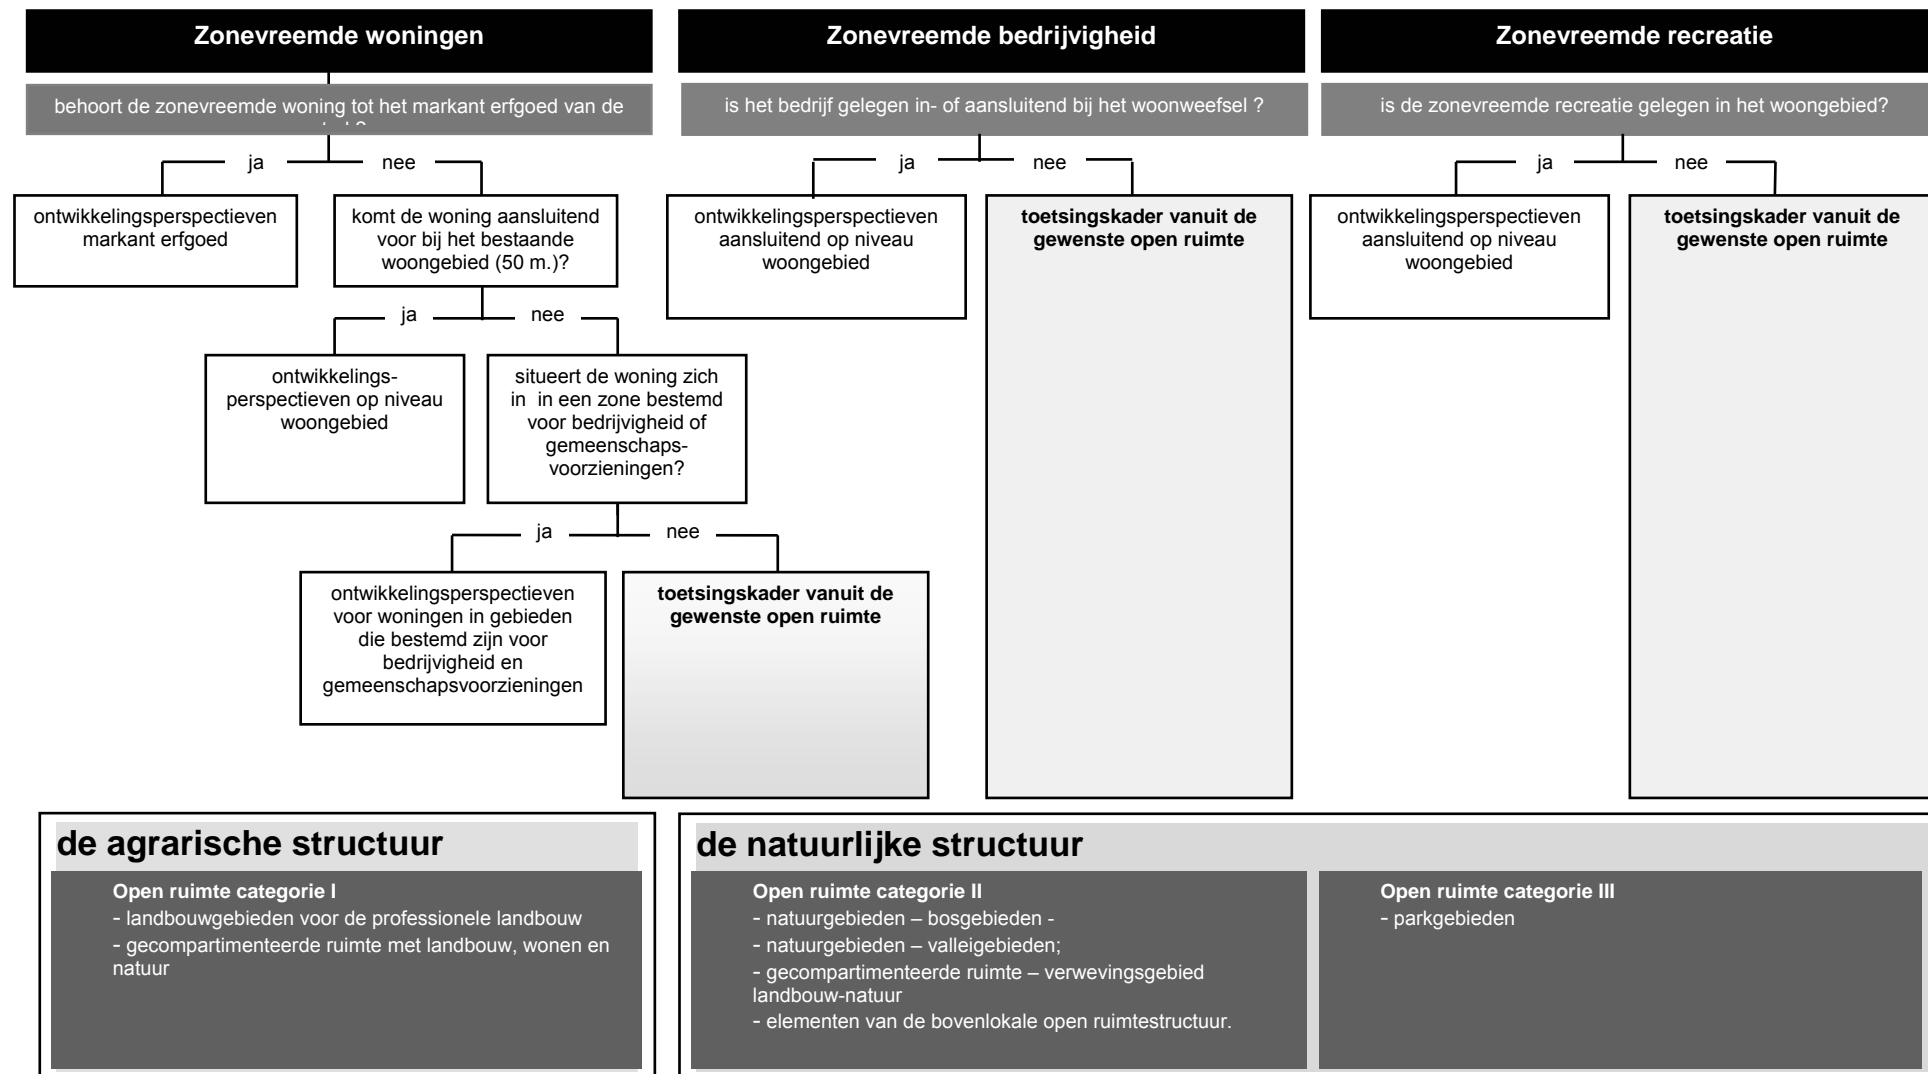 Zonevreemde woningen
behoort de zonevreemde woning tot het markant erfgoed van de
ja
nee
ontwikkelingsperspectieven
markant erfgoed
komt de woning aansluitend
voor bij het bestaande
woongebied (50 m.)?
ja
nee
ontwikkelings-
perspectieven op niveau
woongebied
situeert de woning zich
in  in een zone bestemd
voor bedrijvigheid of
gemeenschaps-
voorzieningen?
ja
nee
ontwikkelingsperspectieven
voor woningen in gebieden
die bestemd zijn voor
bedrijvigheid en
gemeenschapsvoorzieningen
toetsingskader vanuit de
gewenste open ruimte
Zonevreemde bedrijvigheid
is het bedrijf gelegen in- of aansluitend bij het woonweefsel ?
ja
nee
ontwikkelingsperspectieven
aansluitend op niveau
woongebied
toetsingskader vanuit de
gewenste open ruimte
Zonevreemde recreatie
is de zonevreemde recreatie gelegen in het woongebied?
ja
nee
ontwikkelingsperspectieven
aansluitend op niveau
woongebied
toetsingskader vanuit de
gewenste open ruimte
de agrarische structuur
Open ruimte categorie I
- landbouwgebieden voor de professionele landbouw
- gecompartimenteerde ruimte met landbouw, wonen en
natuur
de natuurlijke structuur
Open ruimte categorie II
- natuurgebieden – bosgebieden -
- natuurgebieden – valleigebieden;
- gecompartimenteerde ruimte – verwevingsgebied
landbouw-natuur
- elementen van de bovenlokale open ruimtestructuur.
Open ruimte categorie III
- parkgebieden